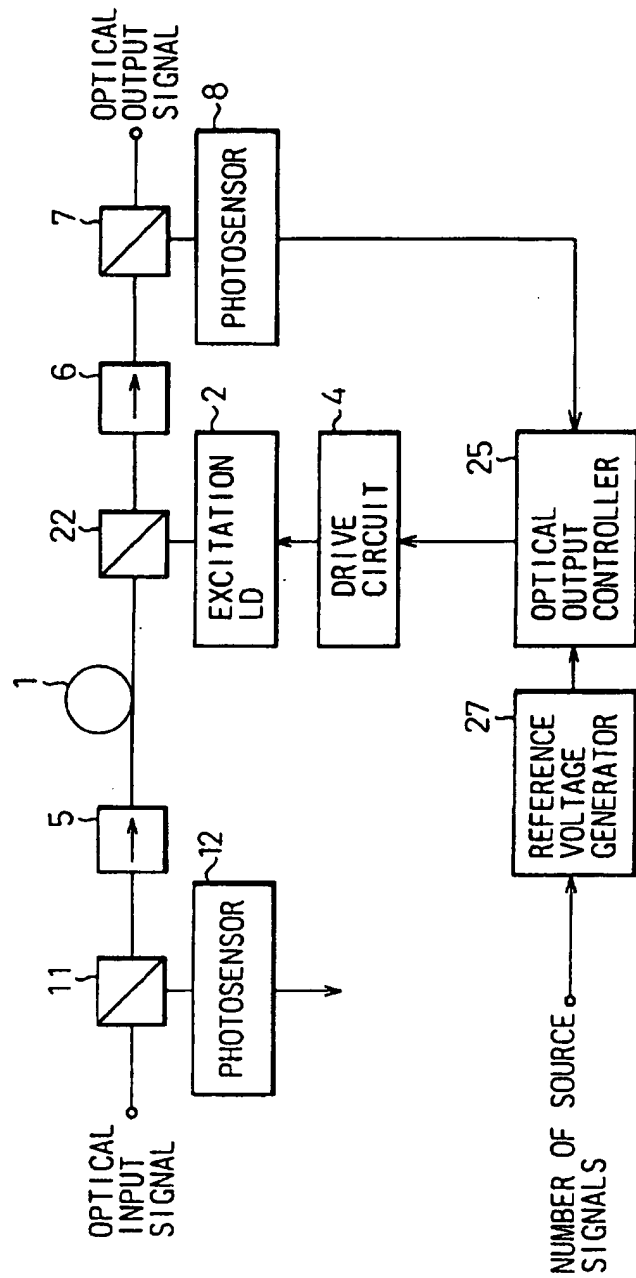 OPTICAL
INPUT
SIGNAL
11
PHOTOSENSOR
12
5
1
22
EXCITATION
LD
2
DRIVE
CIRCUIT
4
6
7
OPTICAL
OUTPUT
SIGNAL
PHOTOSENSOR
8
NUMBER OF SOURCE
SIGNALS
REFERENCE
VOLTAGE
GENERATOR
27
OPTICAL
OUTPUT
CONTROLLER
25